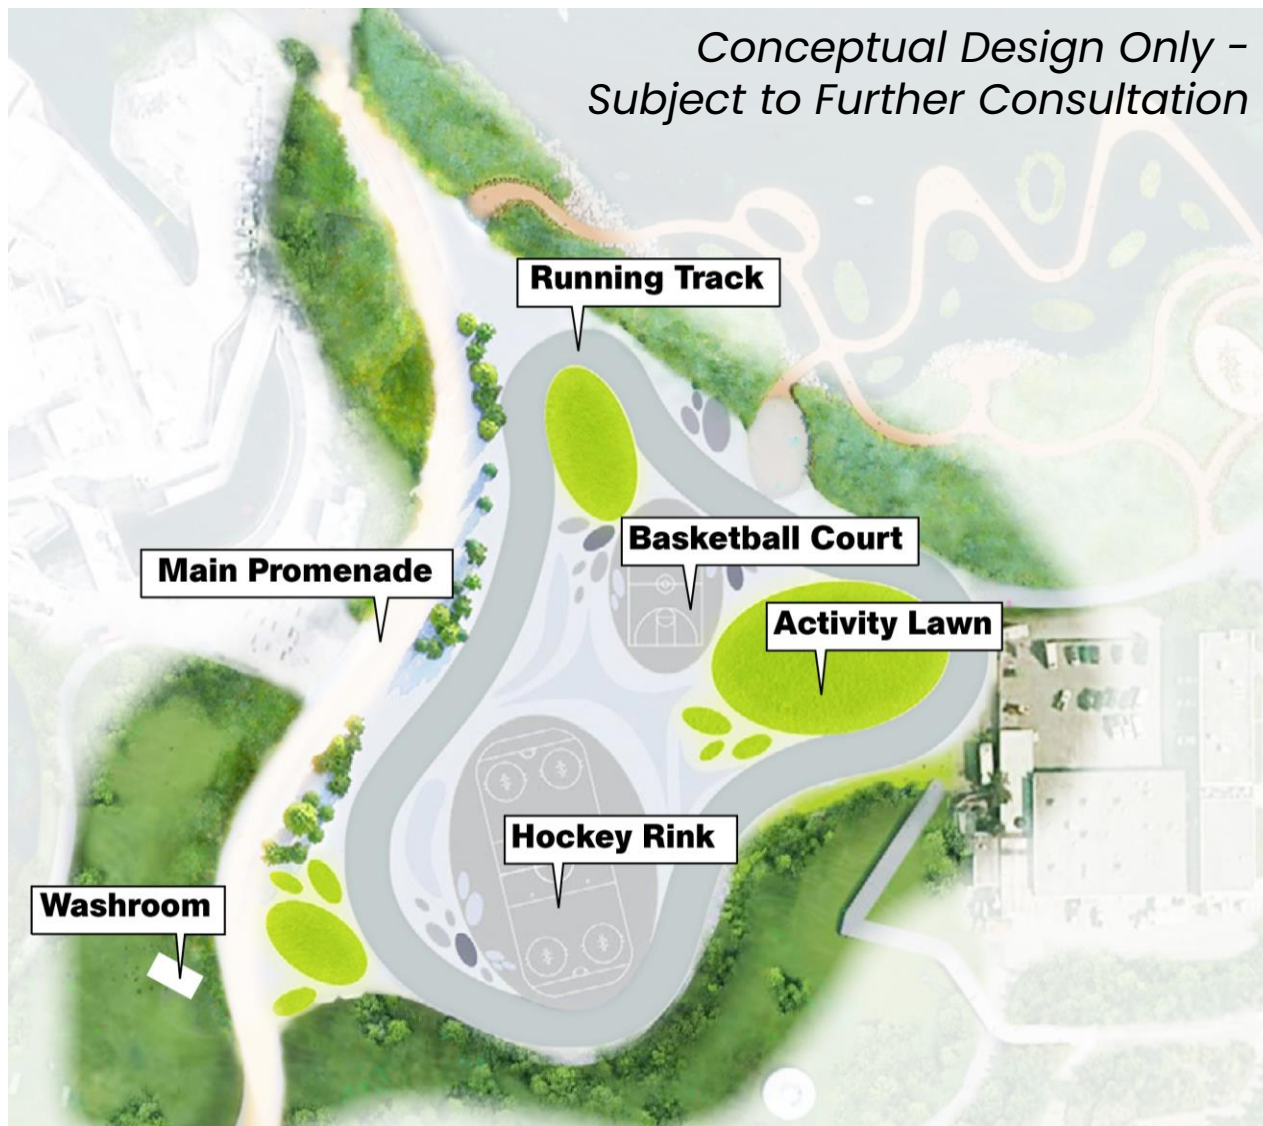 Conceptual Design Only -
Subject to Further Consultation
Running Track
Basketball Court
Main Promenade
Activity Lawn
Hockey Rink
Washroom